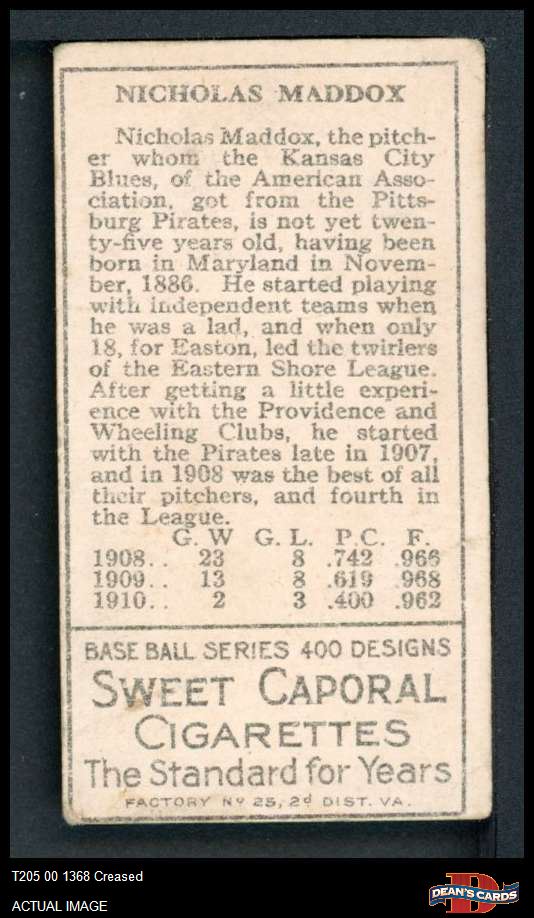 NICHOLAS MADDOX
Nicholas Maddox, the pitch-
er whom the Kansas City
Blues, of the American Asso-
ciation, got from the Pitts-
burg Pirates, is not yet twen-
ty-five years old, having been
born in Maryland in Novem-
ber, 1886. He started playing
with independent teams when
he was a lad, and when only
18, for Easton, led the twirlers
of the Eastern Shore League.
After getting a little experi-
ence with the Providence and
Wheeling Clubs, he started
with the Pirates late in 1907,
and in 1908 was the best of all
their pitchers, and fourth in
the League.
G. W G. L. P.C. F.
1908.. 23 8 .742 .966
1909.. 13 8 .619 .968
1910.. 2 3 .400 .962
BASE BALL SERIES 400 DESIGNS
SWEET CAPORAL
CIGARETTES
The Standard for Years
FACTORY Nº 25, 2d DIST. VA.
T205 00 1368 Creased
ACTUAL IMAGE
D
DEAN'S CARDS